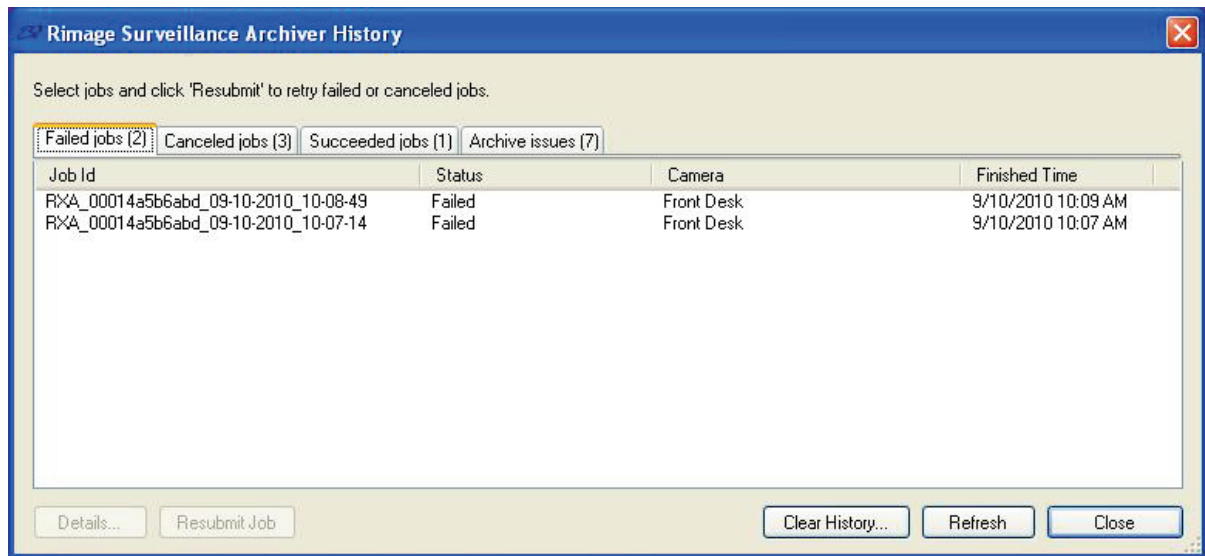 Rimage Surveillance Archiver History
Select jobs and click 'Resubmit' to retry failed or canceled jobs.
Failed jobs (2) Canceled jobs (3) Succeeded jobs (1) Archive issues (7)
Job Id Status Camera Finished Time
RXA_00014a5b6abd_09-10-2010_10-08-49 Failed Front Desk 9/10/2010 10:09 AM
RXA_00014a5b6abd_09-10-2010_10-07-14 Failed Front Desk 9/10/2010 10:07 AM
Details... Resubmit Job Clear History... Refresh Close